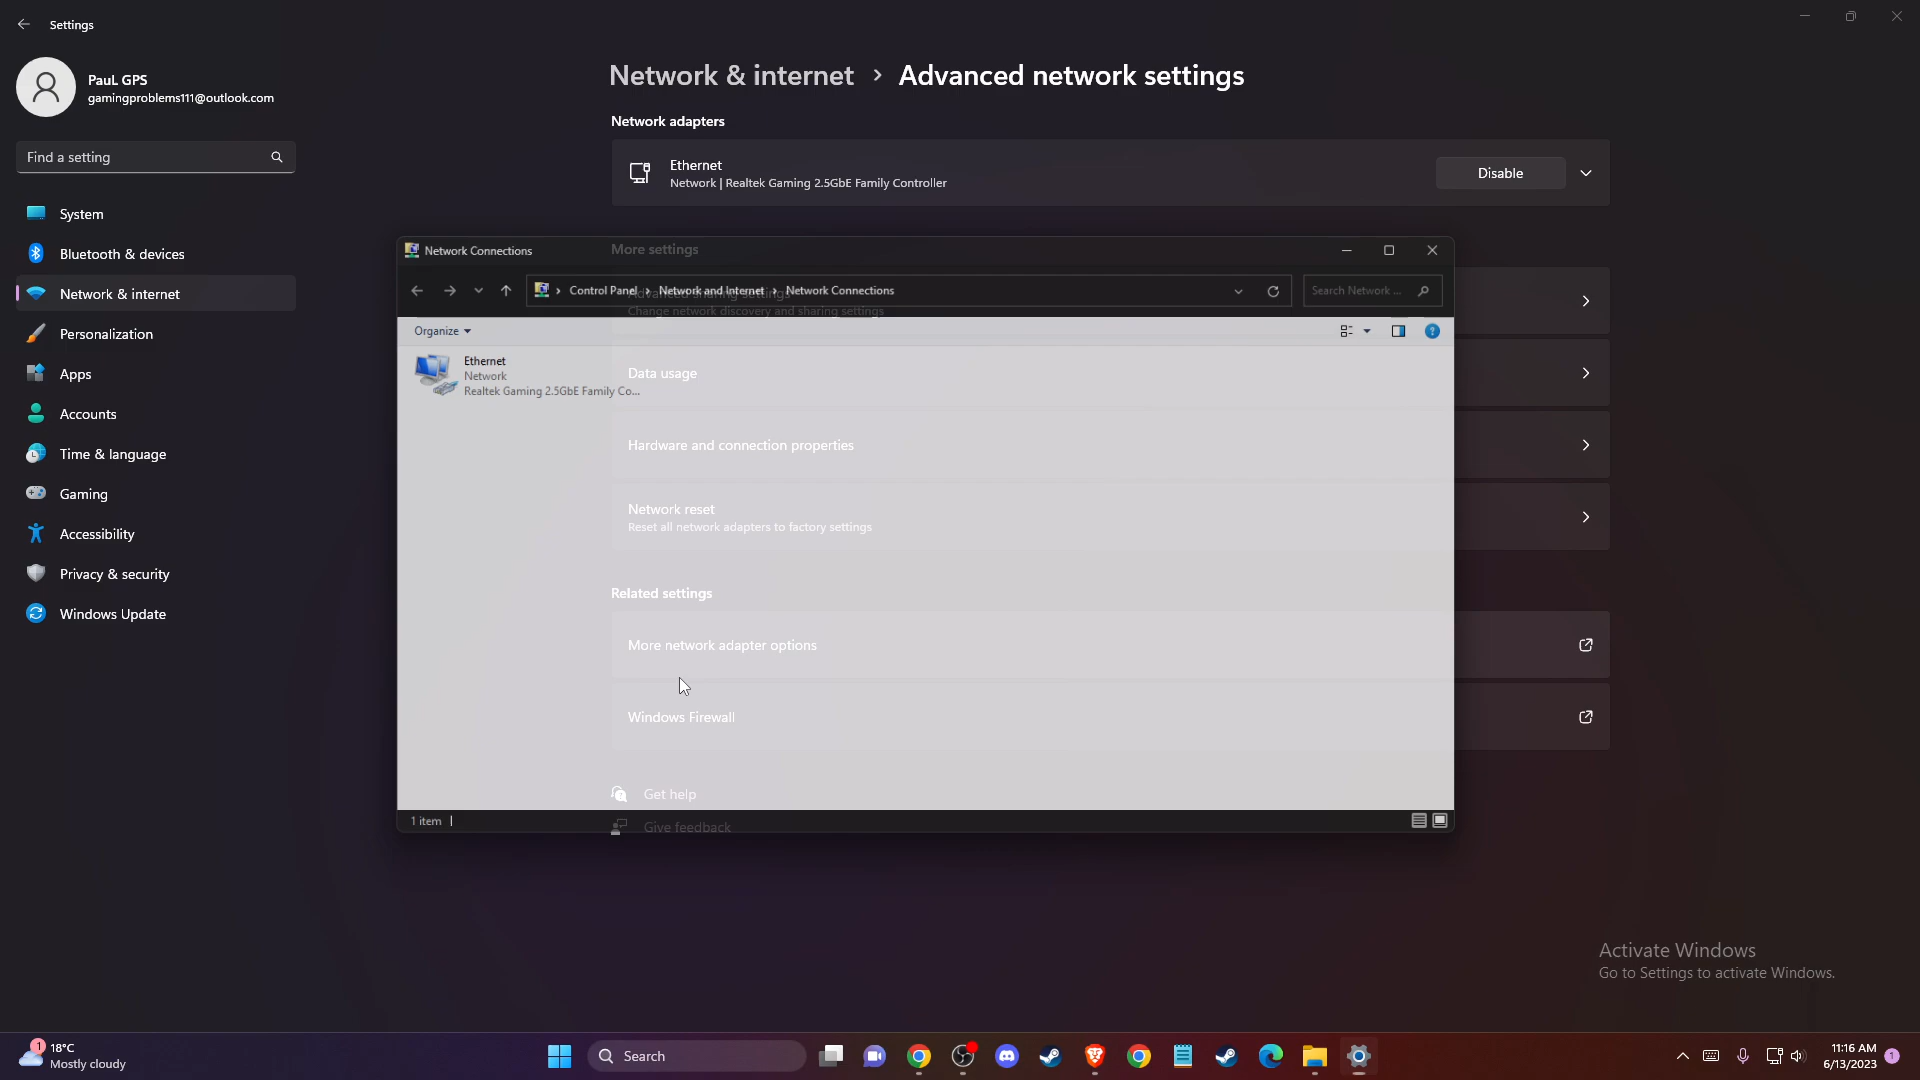 Settings
PauL GPS
gamingproblems111@outlook.com
Find a setting
System
Bluetooth & devices
Network & internet
Personalization
Apps
Accounts
Time & language
Gaming
Accessibility
Privacy & security
Windows Update
Network & internet › Advanced network settings
Network adapters
Ethernet
Network | Realtek Gaming 2.5GbE Family Controller
Disable
More settings
Network Connections
Control Panel › Network and Internet › Network Connections
Search Network ...
Advanced sharing settings
Change network discovery and sharing settings
Organize
Ethernet
Network
Realtek Gaming 2.5GbE Family Co...
Data usage
Hardware and connection properties
Network reset
Reset all network adapters to factory settings
Related settings
More network adapter options
Windows Firewall
Get help
1 item
Give feedback
Activate Windows
Go to Settings to activate Windows.
1
18°C
Mostly cloudy
Search
11:16 AM
6/13/2023
1